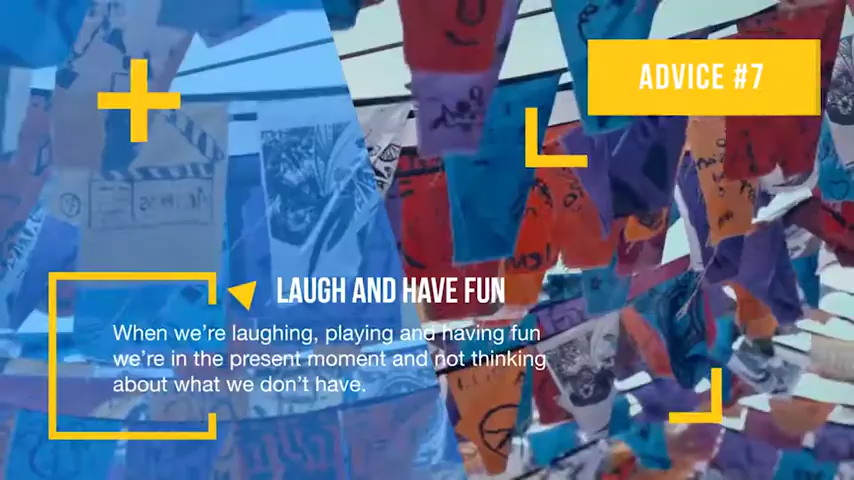 ADVICE #7
LAUGH AND HAVE FUN
When we're laughing, playing and having fun
we're in the present moment and not thinking
about what we don't have.